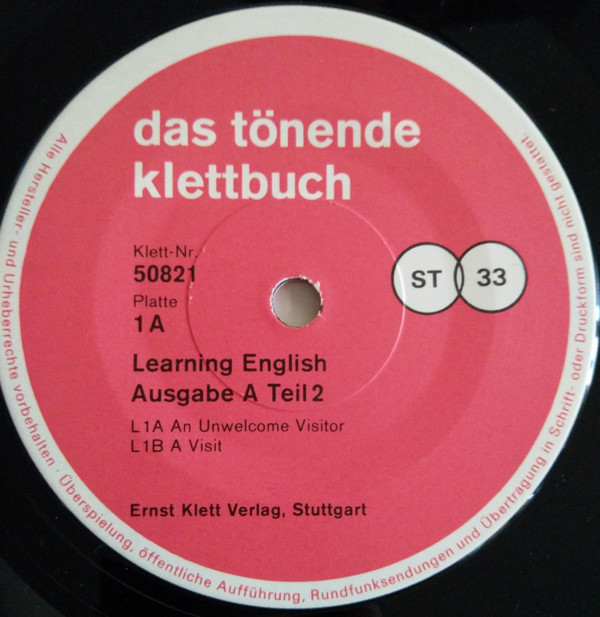 das tönende
klettbuch
Klett-Nr.
50821
Platte
1A
ST 33
Learning English
Ausgabe A Teil 2
L1A An Unwelcome Visitor
L1B A Visit
Ernst Klett Verlag, Stuttgart
Alle Hersteller- und Urheberrechte vorbehalten · Überspielung, öffentliche Aufführung, Rundfunksendungen und Übertragung in Schrift- oder Druckform sind nicht gestattet.